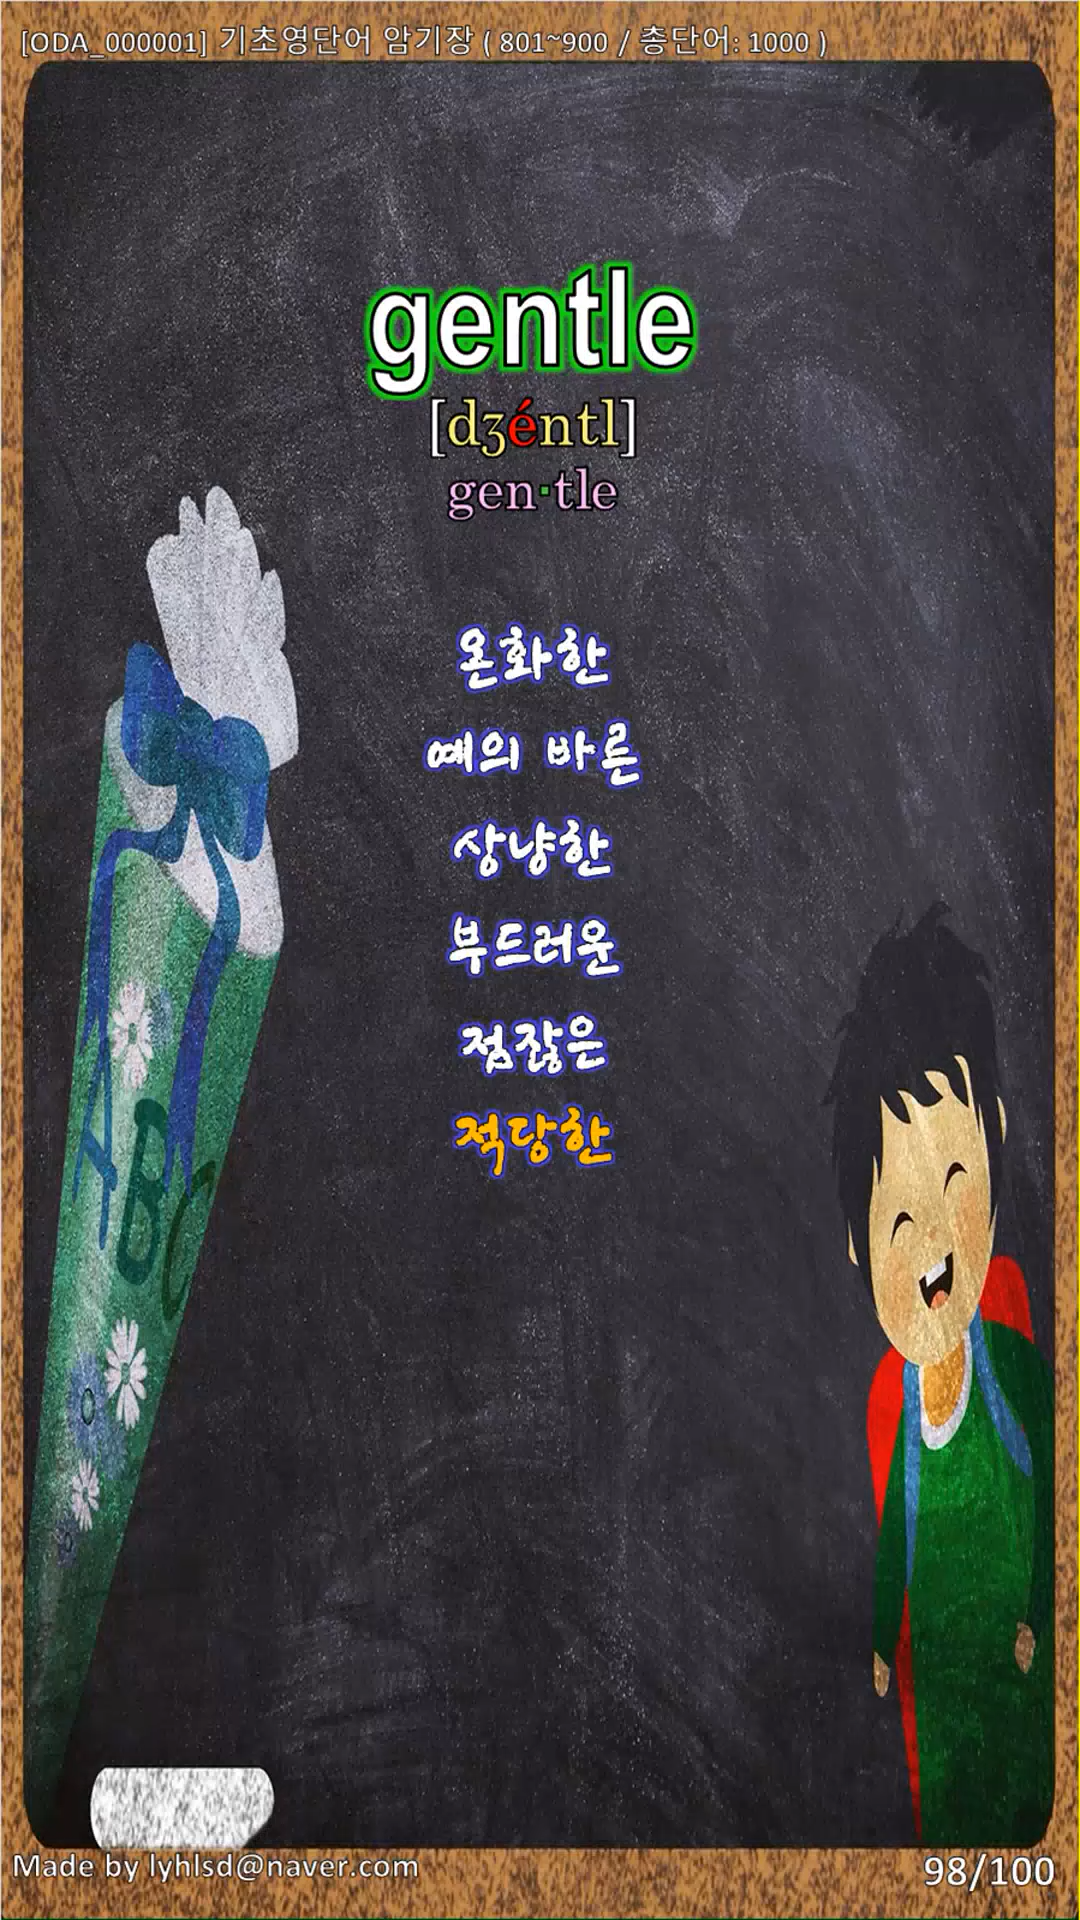 [ODA_000001] 기초영단어 암기장 ( 801~900 / 총단어: 1000 )
gentle
[dʒéntl]
gen·tle
온화한
예의 바른
상냥한
부드러운
점잖은
적당한
ABC
Made by lyhlsd@naver.com
98/100